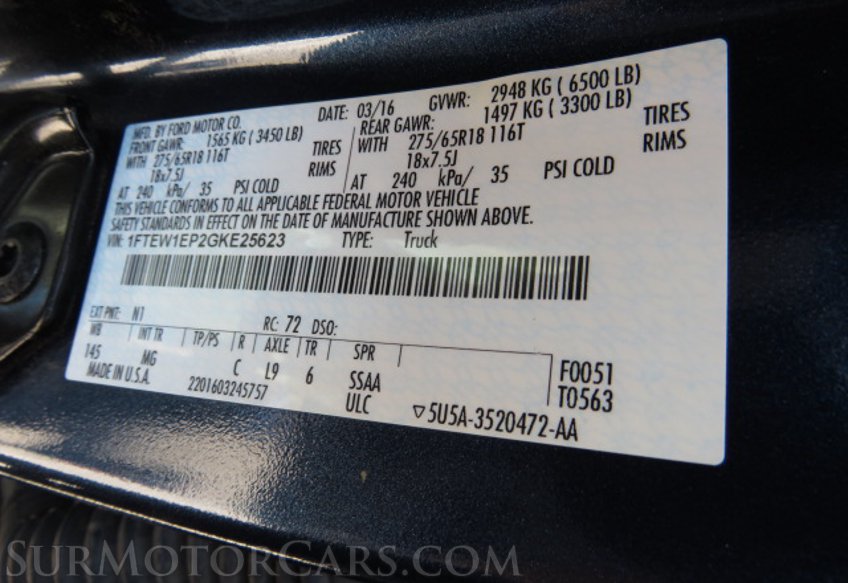 MFD. BY FORD MOTOR CO. DATE: 03/16 GVWR: 2948 KG ( 6500 LB)
FRONT GAWR: 1565 KG ( 3450 LB) REAR GAWR: 1497 KG ( 3300 LB)
WITH 275/65R18 116T TIRES WITH 275/65R18 116T TIRES
18x7.5J RIMS 18x7.5J RIMS
AT 240 kPa/ 35 PSI COLD AT 240 kPa/ 35 PSI COLD
THIS VEHICLE CONFORMS TO ALL APPLICABLE FEDERAL MOTOR VEHICLE
SAFETY STANDARDS IN EFFECT ON THE DATE OF MANUFACTURE SHOWN ABOVE.
VIN: 1FTEW1EP2GKE25623 TYPE: Truck
EXT PNT: N1 RC: 72 DSO:
WB INT TR TP/PS R AXLE TR SPR
145 MG C L9 6 SSAA F0051
MADE IN U.S.A. 2201603245757 ULC T0563
▽5U5A-3520472-AA
SURMOTORCARS.COM